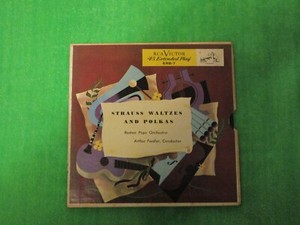 RCA VICTOR
45 Extended Play
STRAUSS WALTZES
AND POLKAS
Boston Pops Orchestra
Arthur Fiedler, Conductor